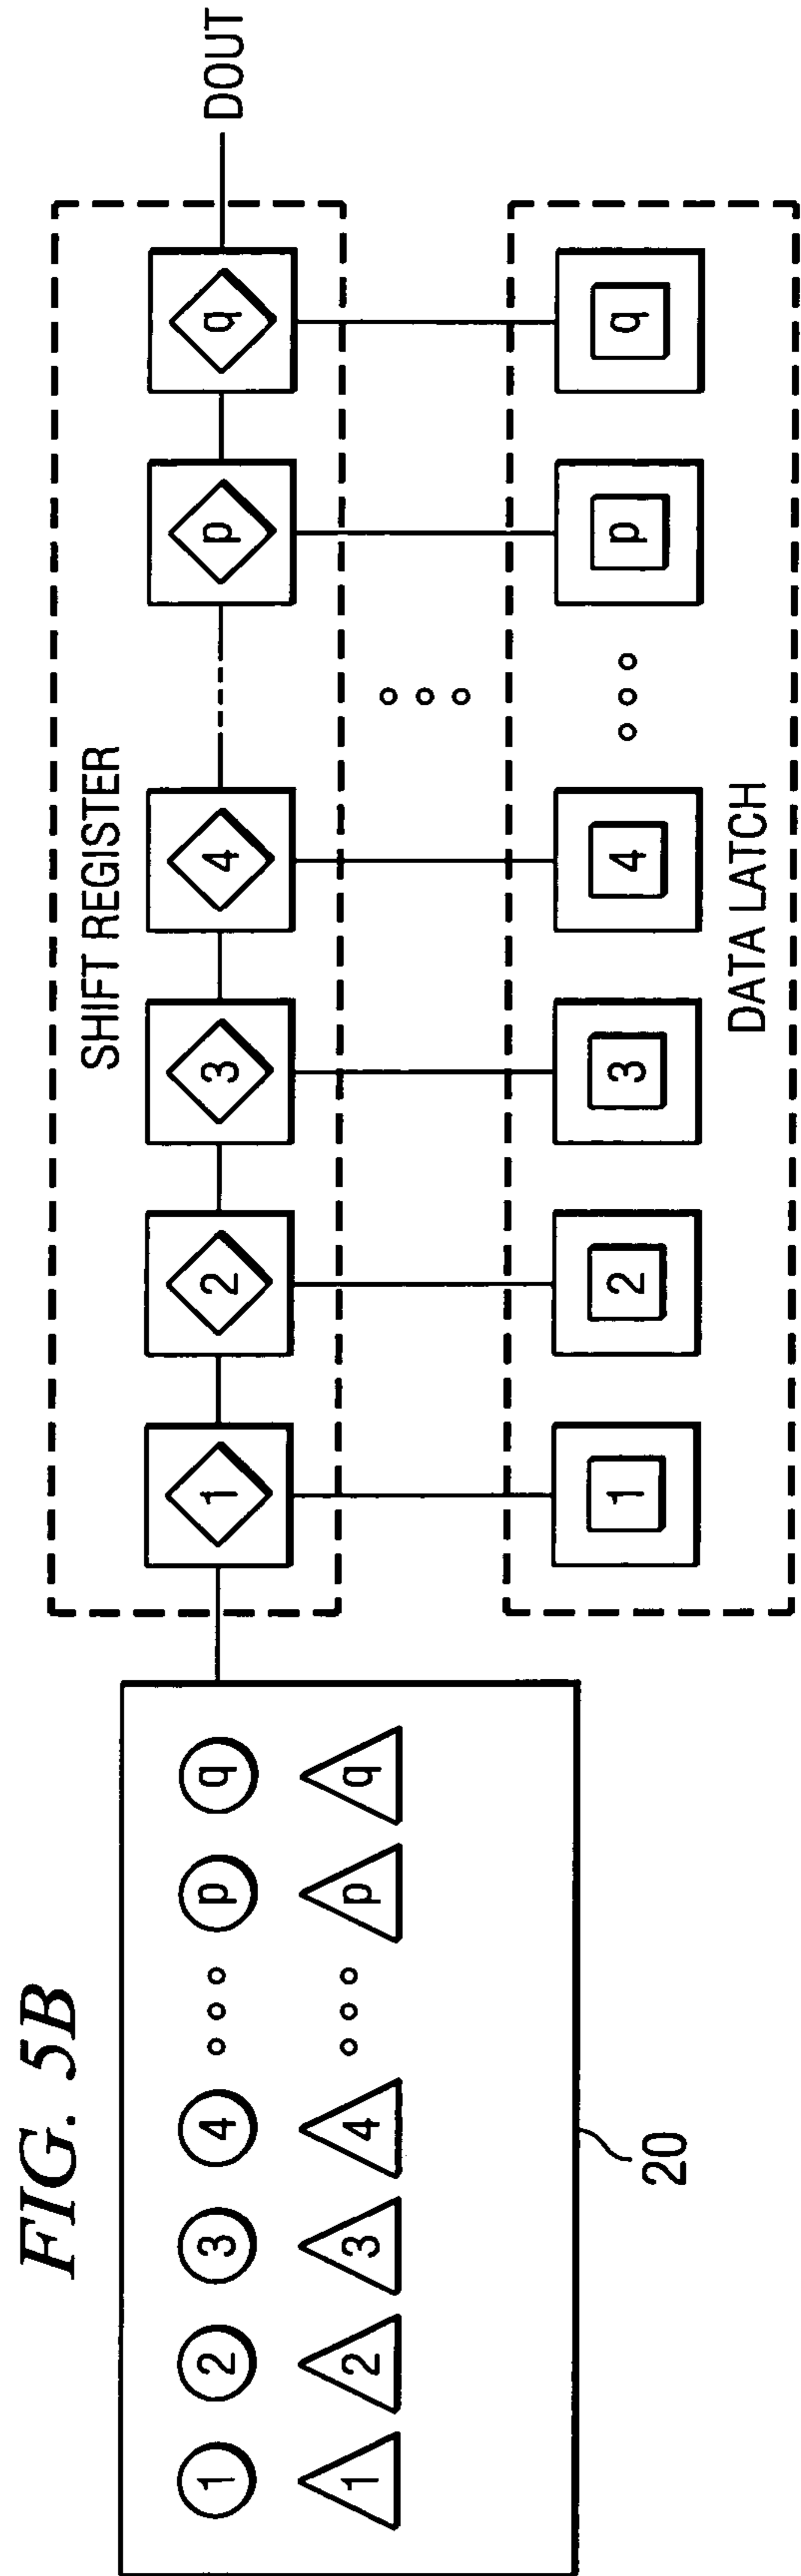 FIG. 5B
1 2 3 4 p q
1 2 3 4 p q
20
SHIFT REGISTER
1 2 3 4 p q
DOUT
1 2 3 4 p q
DATA LATCH